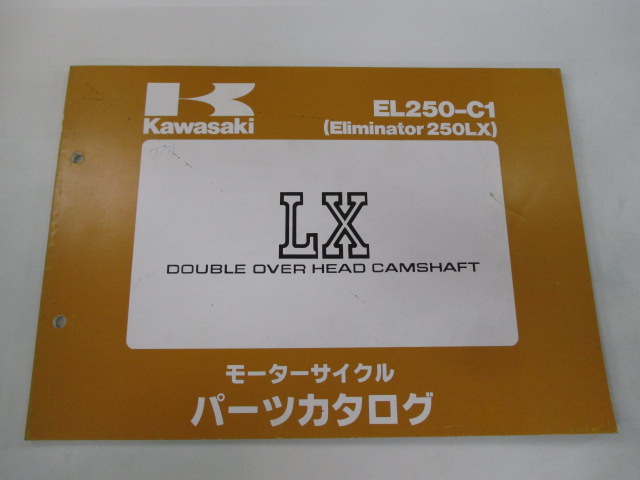 Kawasaki
EL250-C1
(Eliminator 250LX)
LX
DOUBLE OVER HEAD CAMSHAFT
モーターサイクル
パーツカタログ